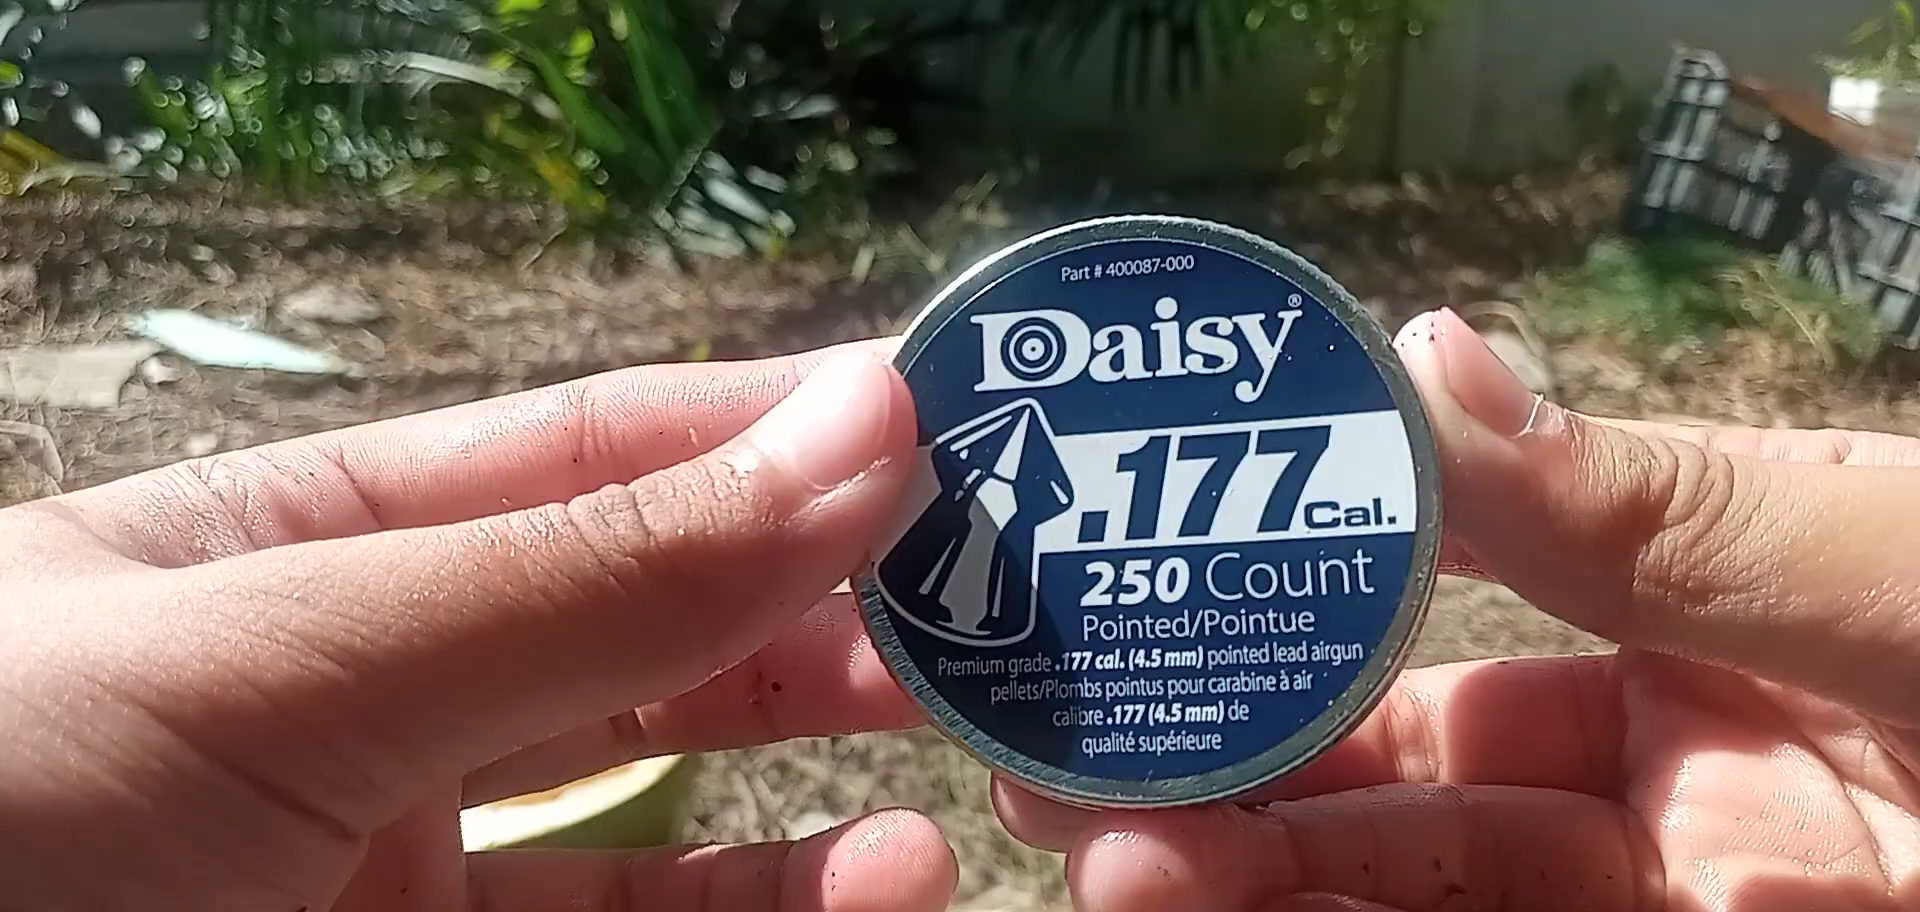 Part # 400087-000
Daisy®
.177 Cal.
250 Count
Pointed/Pointue
Premium grade .177 cal. (4.5 mm) pointed lead airgun
pellets/Plombs pointus pour carabine à air
calibre .177 (4.5 mm) de
qualité supérieure